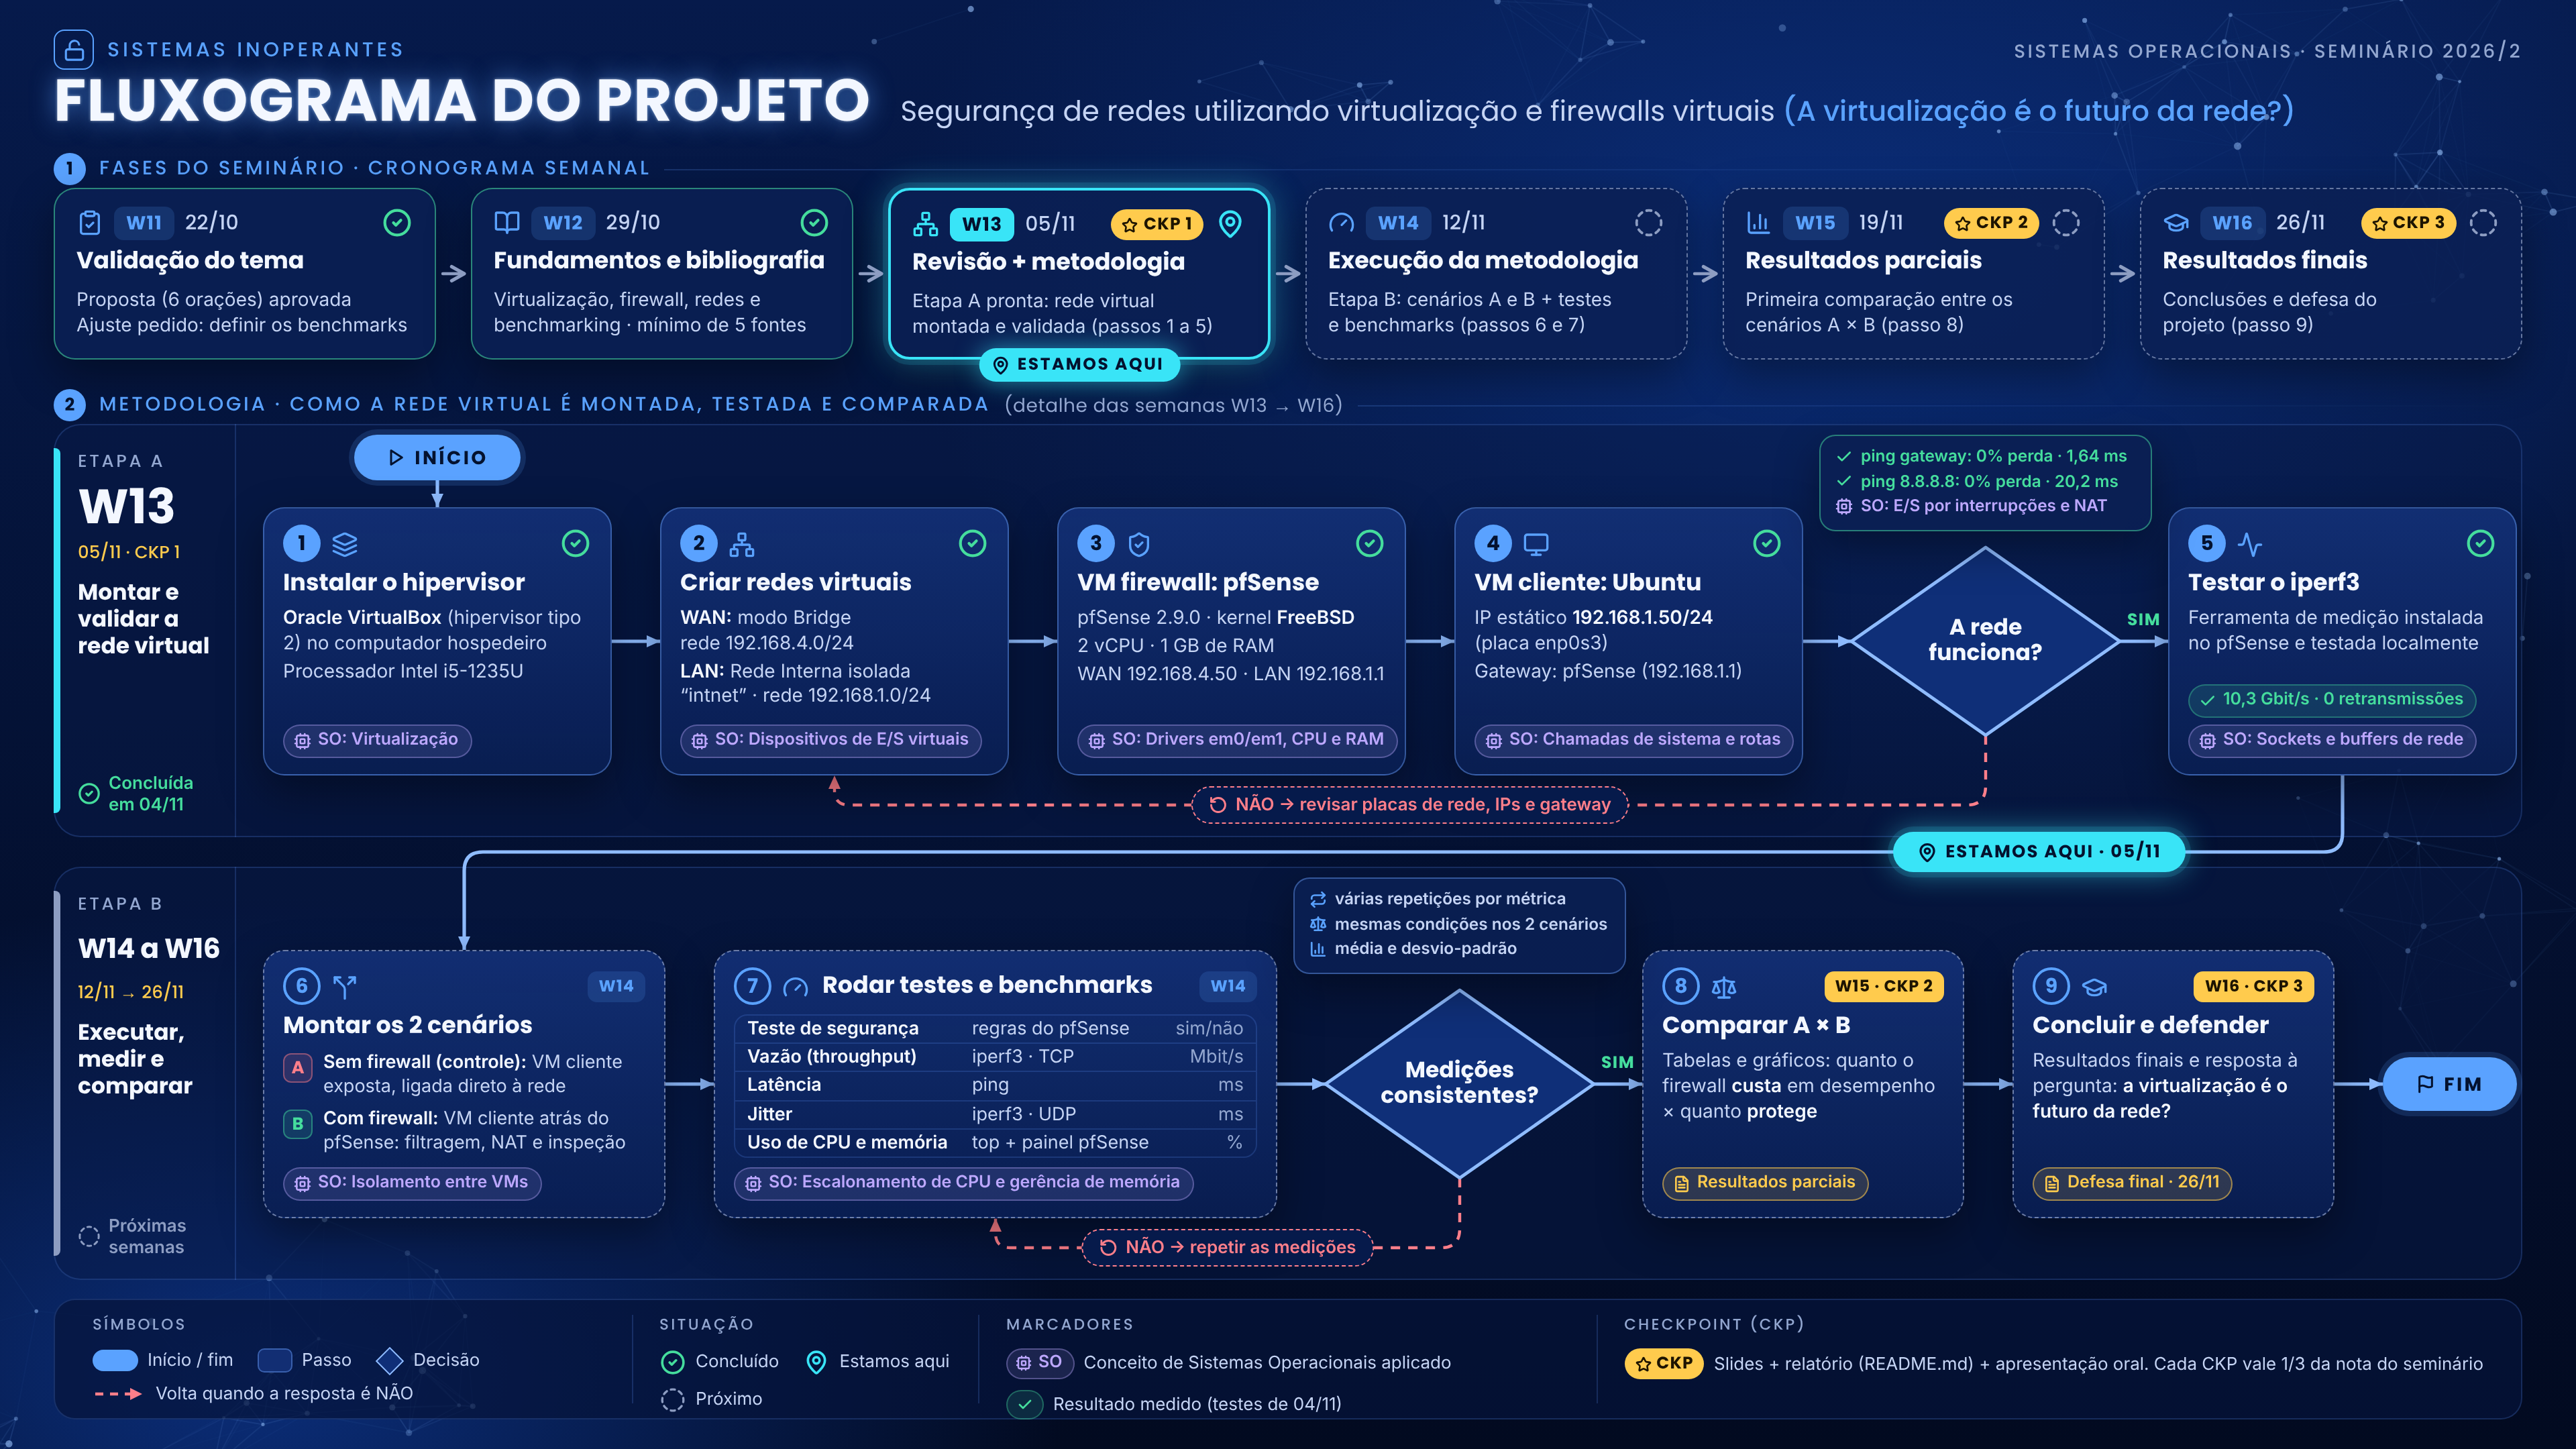 SISTEMAS INOPERANTES
SISTEMAS OPERACIONAIS · SEMINÁRIO 2026/2
FLUXOGRAMA DO PROJETO
Segurança de redes utilizando virtualização e firewalls virtuais (A virtualização é o futuro da rede?)
1 FASES DO SEMINÁRIO · CRONOGRAMA SEMANAL
W11 22/10
Validação do tema
Proposta (6 orações) aprovada
Ajuste pedido: definir os benchmarks
W12 29/10
Fundamentos e bibliografia
Virtualização, firewall, redes e
benchmarking · mínimo de 5 fontes
W13 05/11 CKP 1
Revisão + metodologia
Etapa A pronta: rede virtual
montada e validada (passos 1 a 5)
ESTAMOS AQUI
W14 12/11
Execução da metodologia
Etapa B: cenários A e B + testes
e benchmarks (passos 6 e 7)
W15 19/11 CKP 2
Resultados parciais
Primeira comparação entre os
cenários A × B (passo 8)
W16 26/11 CKP 3
Resultados finais
Conclusões e defesa do
projeto (passo 9)
2 METODOLOGIA · COMO A REDE VIRTUAL É MONTADA, TESTADA E COMPARADA (detalhe das semanas W13 → W16)
ETAPA A
W13
05/11 · CKP 1
Montar e
validar a
rede virtual
Concluída
em 04/11
INÍCIO
1
Instalar o hipervisor
Oracle VirtualBox (hipervisor tipo
2) no computador hospedeiro
Processador Intel i5-1235U
SO: Virtualização
2
Criar redes virtuais
WAN: modo Bridge
rede 192.168.4.0/24
LAN: Rede Interna isolada
“intnet” · rede 192.168.1.0/24
SO: Dispositivos de E/S virtuais
3
VM firewall: pfSense
pfSense 2.9.0 · kernel FreeBSD
2 vCPU · 1 GB de RAM
WAN 192.168.4.50 · LAN 192.168.1.1
SO: Drivers em0/em1, CPU e RAM
4
VM cliente: Ubuntu
IP estático 192.168.1.50/24
(placa enp0s3)
Gateway: pfSense (192.168.1.1)
SO: Chamadas de sistema e rotas
ping gateway: 0% perda · 1,64 ms
ping 8.8.8.8: 0% perda · 20,2 ms
SO: E/S por interrupções e NAT
A rede
funciona?
SIM
5
Testar o iperf3
Ferramenta de medição instalada
no pfSense e testada localmente
10,3 Gbit/s · 0 retransmissões
SO: Sockets e buffers de rede
NÃO → revisar placas de rede, IPs e gateway
ESTAMOS AQUI · 05/11
ETAPA B
W14 a W16
12/11 → 26/11
Executar,
medir e
comparar
Próximas
semanas
6 W14
Montar os 2 cenários
A Sem firewall (controle): VM cliente
exposta, ligada direto à rede
B Com firewall: VM cliente atrás do
pfSense: filtragem, NAT e inspeção
SO: Isolamento entre VMs
7 Rodar testes e benchmarks W14
Teste de segurança regras do pfSense sim/não
Vazão (throughput) iperf3 · TCP Mbit/s
Latência ping ms
Jitter iperf3 · UDP ms
Uso de CPU e memória top + painel pfSense %
SO: Escalonamento de CPU e gerência de memória
várias repetições por métrica
mesmas condições nos 2 cenários
média e desvio-padrão
Medições
consistentes?
SIM
NÃO → repetir as medições
8 W15 · CKP 2
Comparar A × B
Tabelas e gráficos: quanto o
firewall custa em desempenho
× quanto protege
Resultados parciais
9 W16 · CKP 3
Concluir e defender
Resultados finais e resposta à
pergunta: a virtualização é o
futuro da rede?
Defesa final · 26/11
FIM
SÍMBOLOS
Início / fim Passo Decisão
Volta quando a resposta é NÃO
SITUAÇÃO
Concluído Estamos aqui
Próximo
MARCADORES
SO Conceito de Sistemas Operacionais aplicado
Resultado medido (testes de 04/11)
CHECKPOINT (CKP)
CKP Slides + relatório (README.md) + apresentação oral. Cada CKP vale 1/3 da nota do seminário